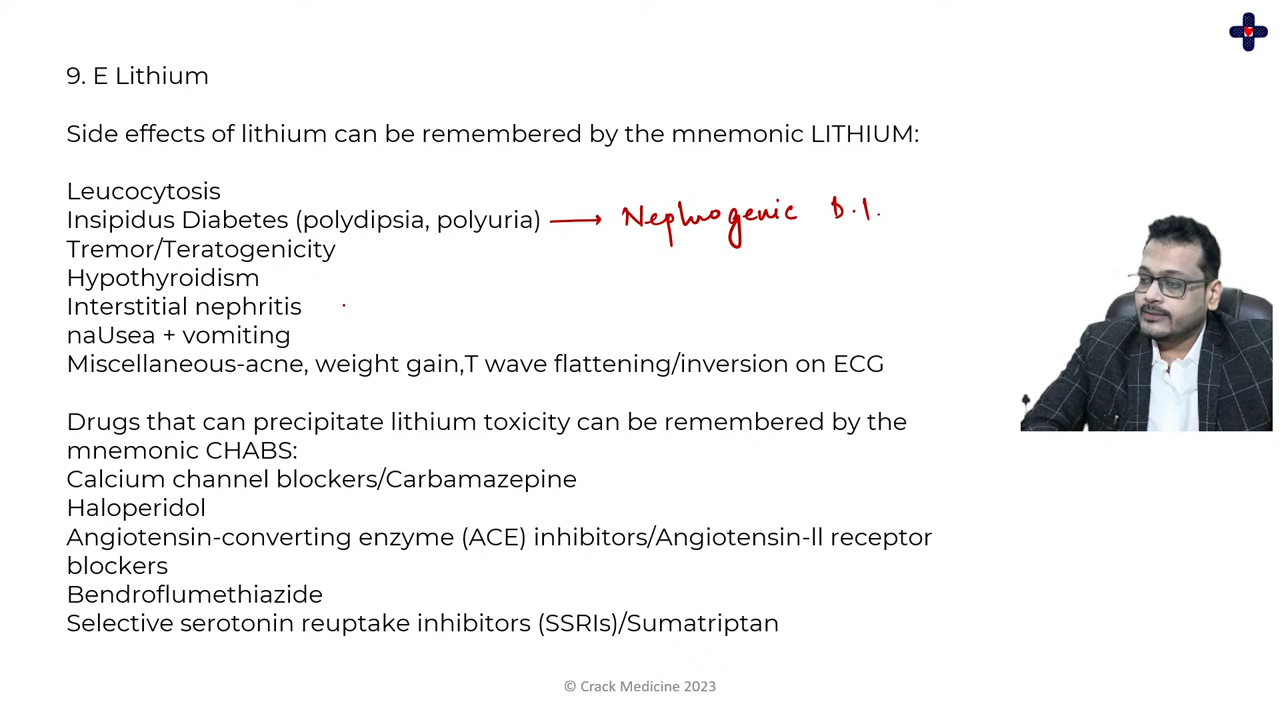 9. E Lithium
Side effects of lithium can be remembered by the mnemonic LITHIUM:
Leucocytosis
Insipidus Diabetes (polydipsia, polyuria) → Nephrogenic D.I.
Tremor/Teratogenicity
Hypothyroidism
Interstitial nephritis
naUsea + vomiting
Miscellaneous-acne, weight gain,T wave flattening/inversion on ECG
Drugs that can precipitate lithium toxicity can be remembered by the
mnemonic CHABS:
Calcium channel blockers/Carbamazepine
Haloperidol
Angiotensin-converting enzyme (ACE) inhibitors/Angiotensin-ll receptor
blockers
Bendroflumethiazide
Selective serotonin reuptake inhibitors (SSRIs)/Sumatriptan
© Crack Medicine 2023